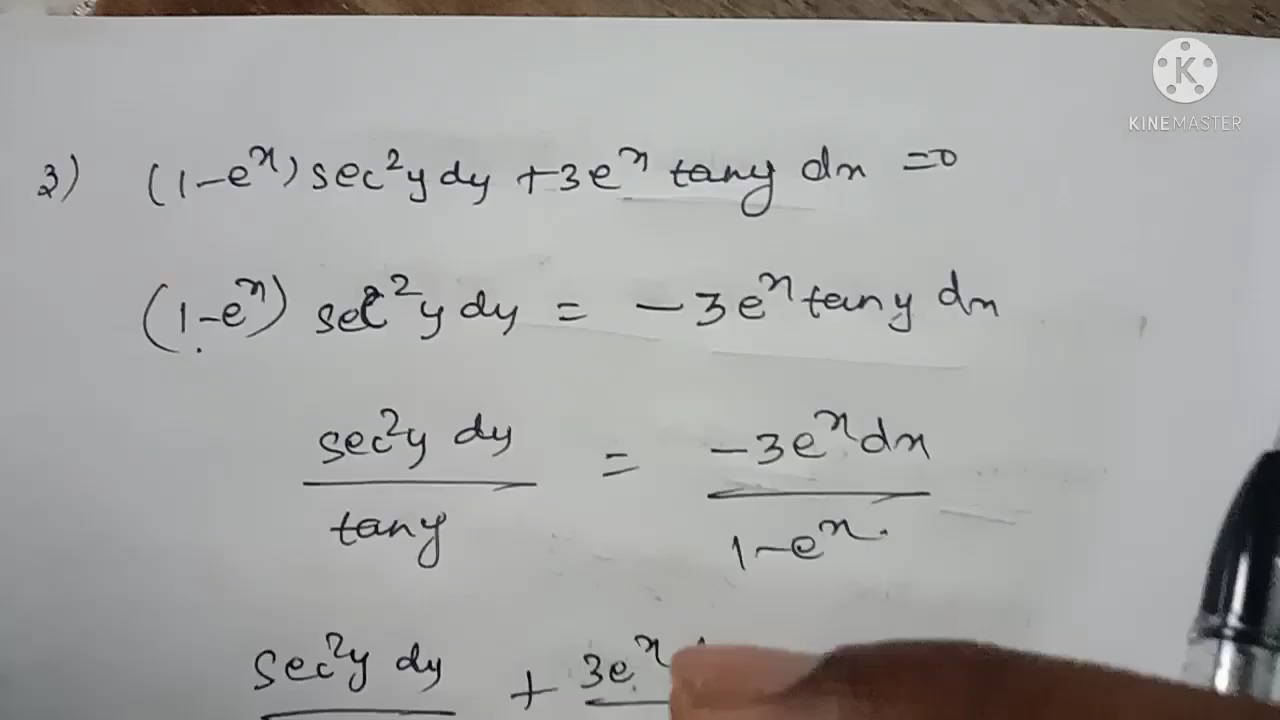 KINEMASTER
2) (1-eˣ) sec²y dy + 3eˣ tany dx = 0
(1-eˣ) sec²y dy = -3eˣ tany dx
sec²y dy / tany = -3eˣ dx / 1-eˣ
sec²y dy + 3eˣ